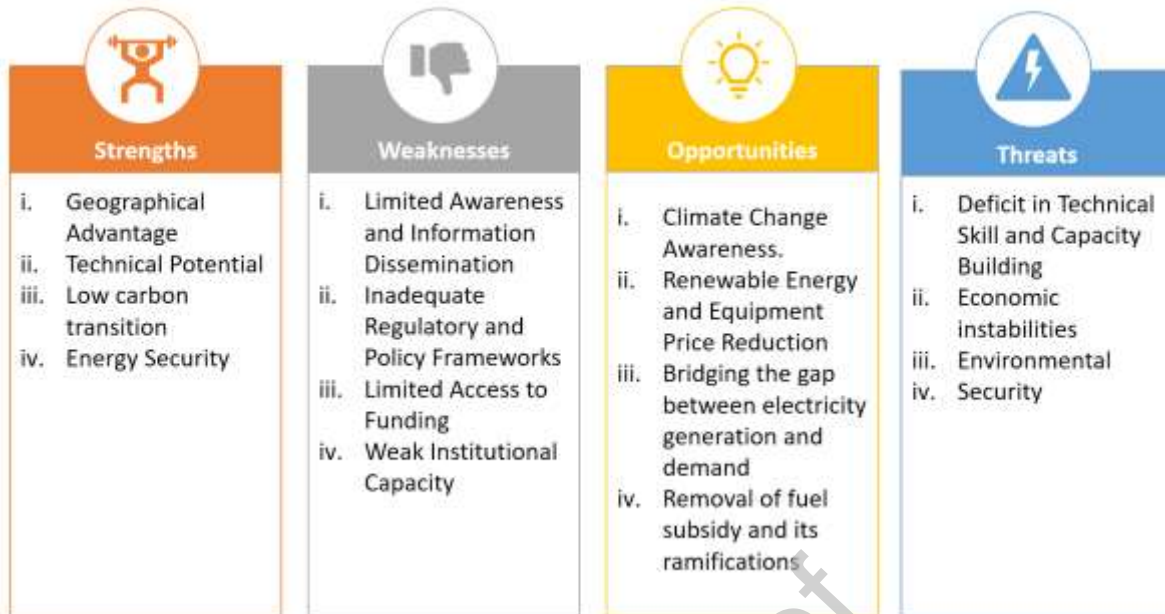 Strengths
i. Geographical
Advantage
ii. Technical Potential
iii. Low carbon
transition
iv. Energy Security
Weaknesses
i. Limited Awareness
and Information
Dissemination
ii. Inadequate
Regulatory and
Policy Frameworks
iii. Limited Access to
Funding
iv. Weak Institutional
Capacity
Opportunities
i. Climate Change
Awareness.
ii. Renewable Energy
and Equipment
Price Reduction
iii. Bridging the gap
between electricity
generation and
demand
iv. Removal of fuel
subsidy and its
ramifications
Threats
i. Deficit in Technical
Skill and Capacity
Building
ii. Economic
instabilities
iii. Environmental
iv. Security